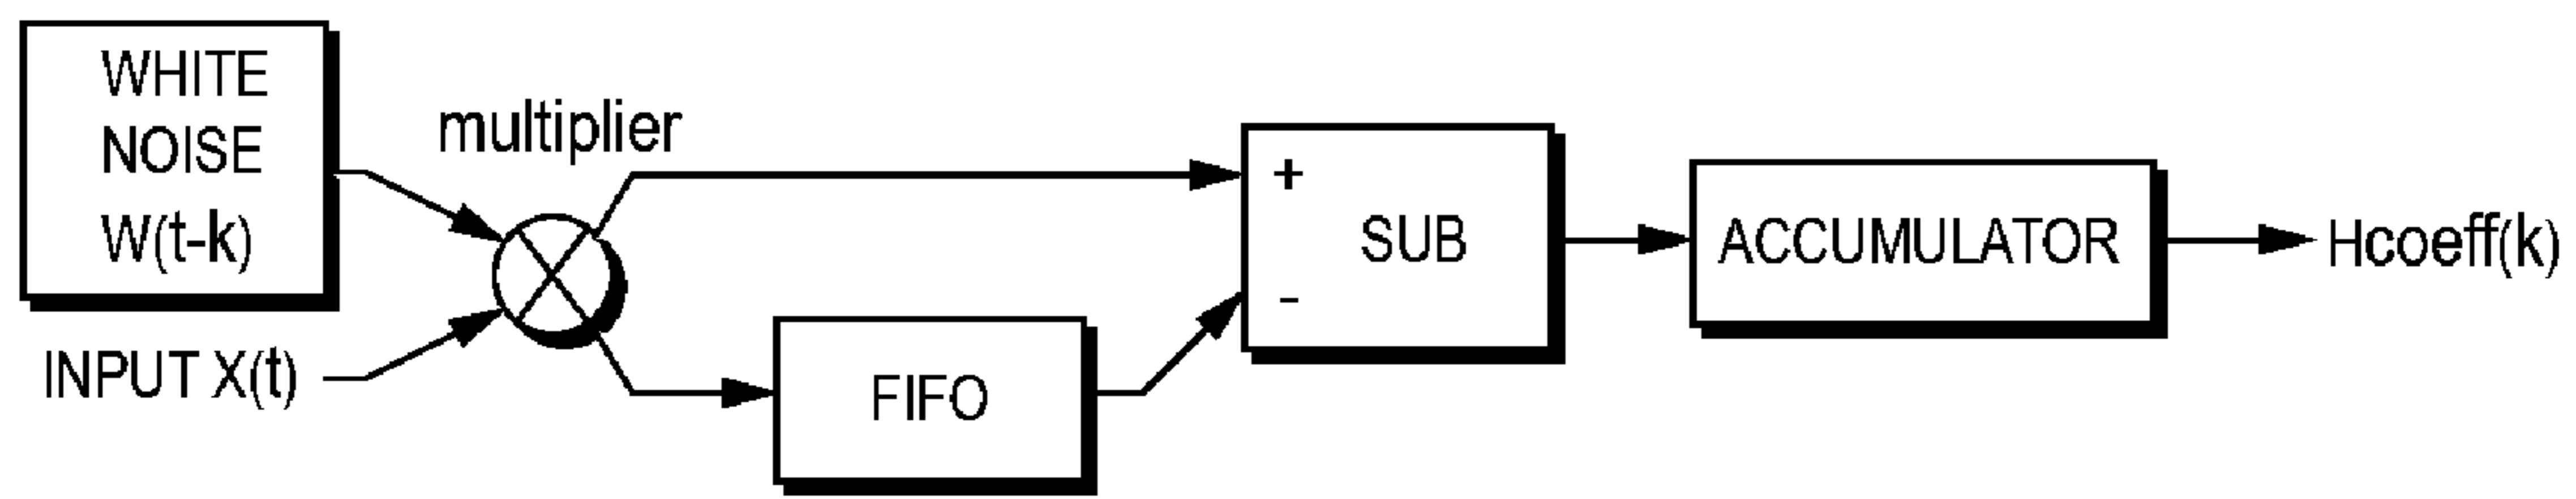 WHITE
NOISE
W(t-k)
multiplier
INPUT X(t)
FIFO
+
SUB
-
ACCUMULATOR
Hcoeff(k)